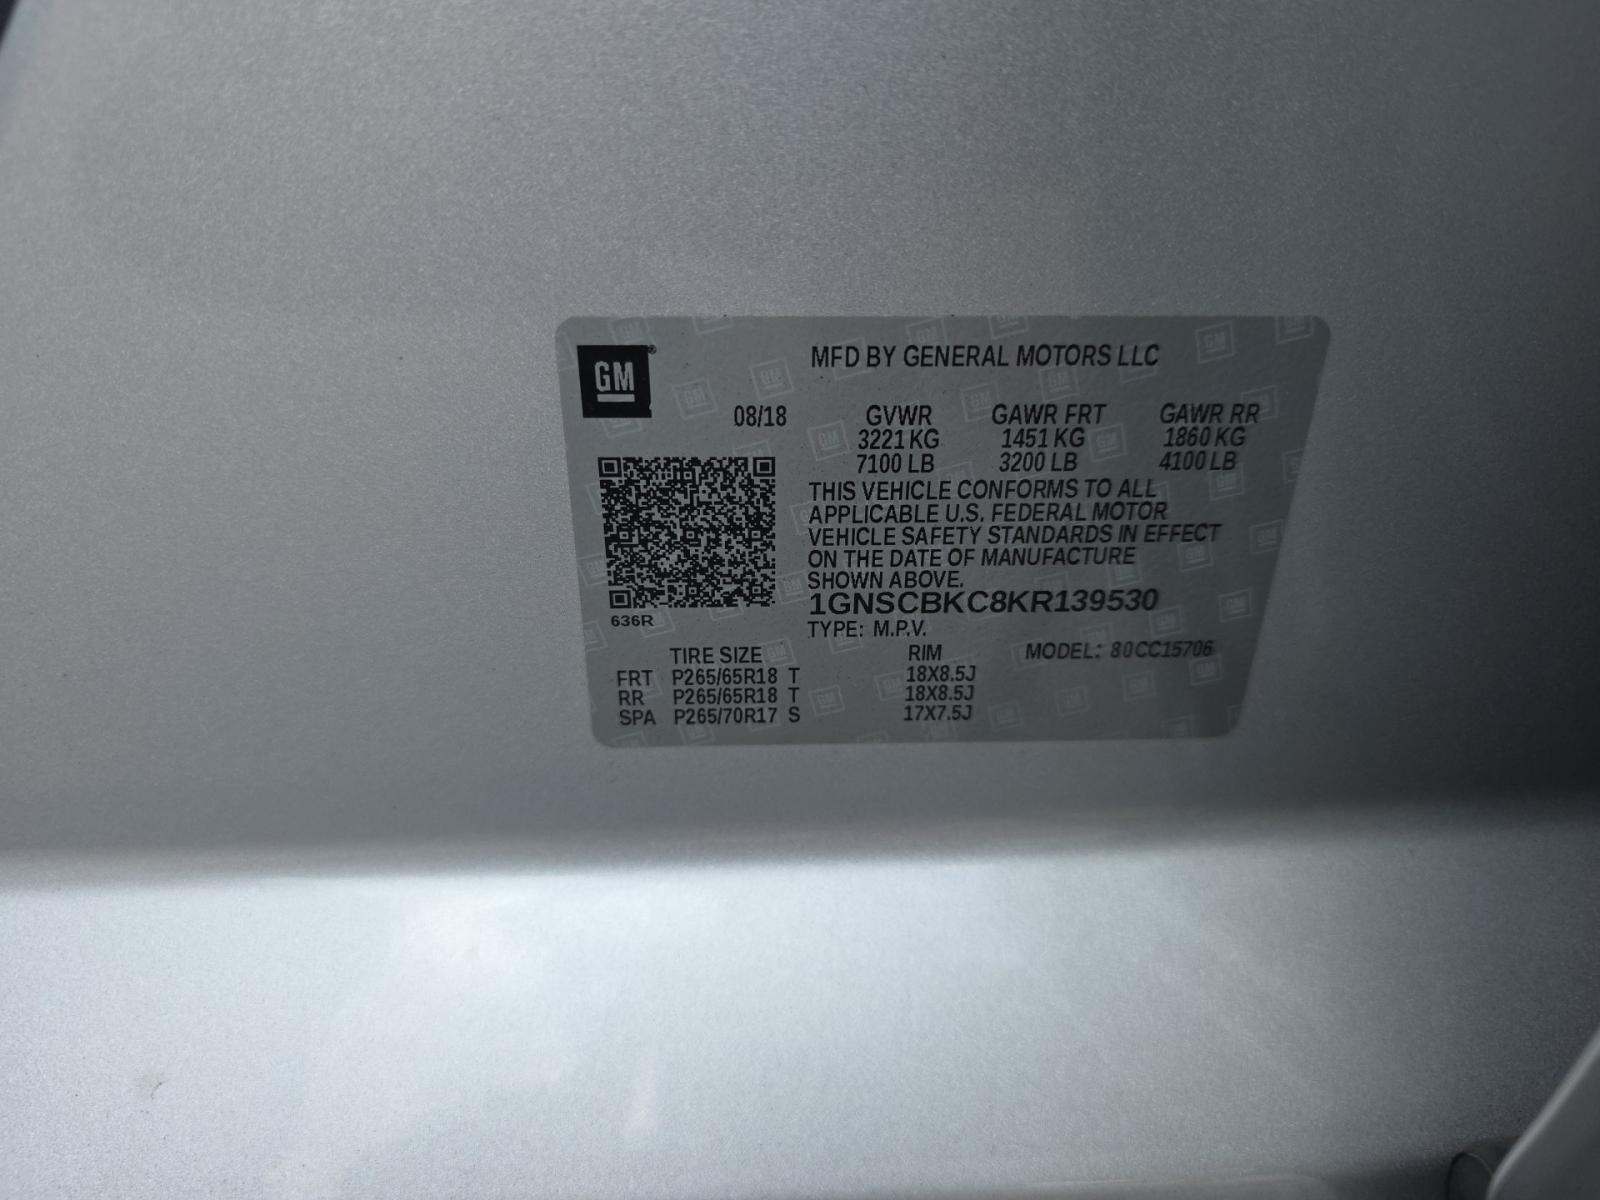 GM
MFD BY GENERAL MOTORS LLC
08/18 GVWR GAWR FRT GAWR RR
3221 KG 1451 KG 1860 KG
7100 LB 3200 LB 4100 LB
THIS VEHICLE CONFORMS TO ALL
APPLICABLE U.S. FEDERAL MOTOR
VEHICLE SAFETY STANDARDS IN EFFECT
ON THE DATE OF MANUFACTURE
SHOWN ABOVE.
1GNSCBKC8KR139530
636R
TYPE: M.P.V.
TIRE SIZE RIM MODEL: 80CC15706
FRT P265/65R18 T 18X8.5J
RR P265/65R18 T 18X8.5J
SPA P265/70R17 S 17X7.5J